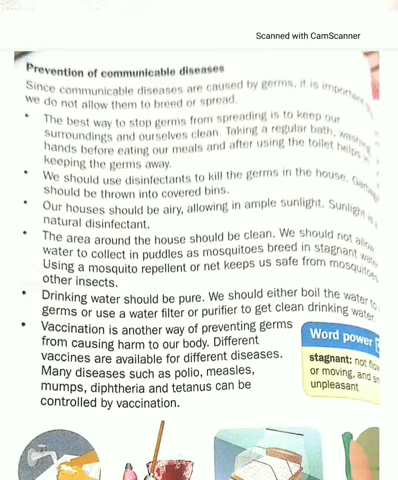 Scanned with CamScanner
Prevention of communicable diseases
Since communicable diseases are caused by germs, it is important
we do not allow them to breed or spread.
• The best way to stop germs from spreading is to keep our
surroundings and ourselves clean. Taking a regular bath, washing
hands before eating our meals and after using the toilet helps in
keeping the germs away.
• We should use disinfectants to kill the germs in the house.
should be thrown into covered bins.
• Our houses should be airy, allowing in ample sunlight. Sunlight is a
natural disinfectant.
• The area around the house should be clean. We should not allow
water to collect in puddles as mosquitoes breed in stagnant water.
Using a mosquito repellent or net keeps us safe from mosquitoes
other insects.
• Drinking water should be pure. We should either boil the water to
germs or use a water filter or purifier to get clean drinking water.
• Vaccination is another way of preventing germs
from causing harm to our body. Different
vaccines are available for different diseases.
Many diseases such as polio, measles,
mumps, diphtheria and tetanus can be
controlled by vaccination.
Word power
stagnant: not flow
or moving, and
unpleasant